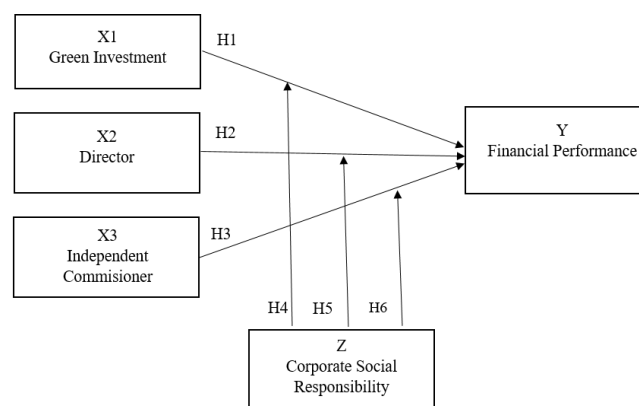 X1
Green Investment
H1
X2
Director
H2
X3
Independent
Commisioner
H3
Y
Financial Performance
H4
H5
H6
Z
Corporate Social
Responsibility